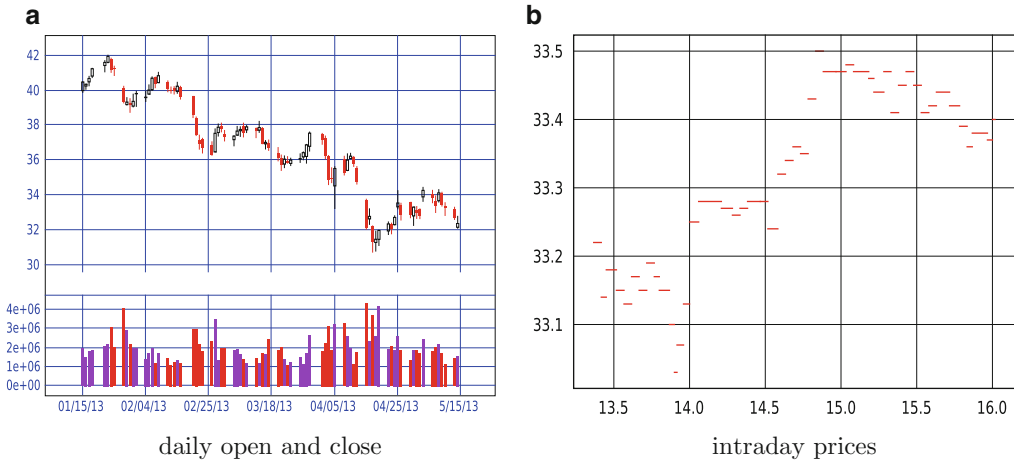 a
42
40
38
36
34
32
30
4e+06
3e+06
2e+06
1e+06
0e+00
01/15/13 02/04/13 02/25/13 03/18/13 04/05/13 04/25/13 5/15/13
daily open and close
b
33.5
33.4
33.3
33.2
33.1
13.5 14.0 14.5 15.0 15.5 16.0
intraday prices